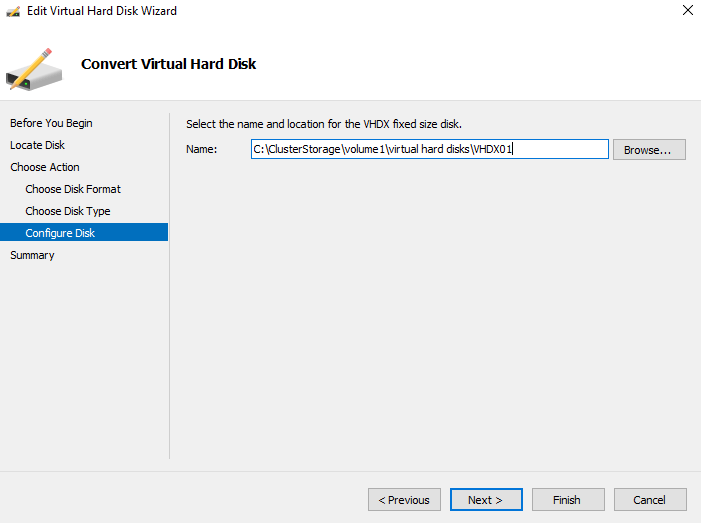 Edit Virtual Hard Disk Wizard
Convert Virtual Hard Disk
Before You Begin
Locate Disk
Choose Action
Choose Disk Format
Choose Disk Type
Configure Disk
Summary
Select the name and location for the VHDX fixed size disk.
Name: C:\ClusterStorage\volume1\virtual hard disks\VHDX01 Browse...
< Previous Next > Finish Cancel